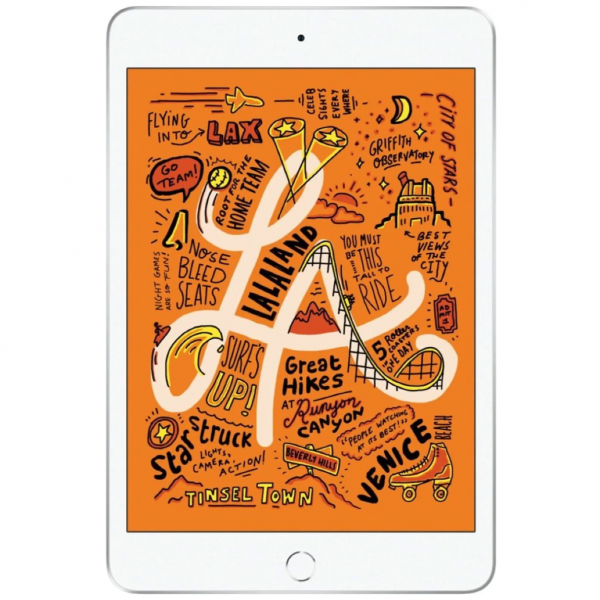 FLYING
INTO
LAX
CELEB
SIGHTS
EVERY
WHERE
CITY OF STARS
GRIFFITH
OBSERVATORY
GO
TEAM!
ROOT FOR THE
HOME TEAM
LA
LALALAND
BEST
VIEWS
OF THE
CITY
NIGHT GAMES
ARE SO FUN!
NOSE
BLEED
SEATS
YOU MUST
BE THIS
TALL TO
RIDE
ADMIT
1
5 ROLLER
COASTERS
IN ONE
DAY
SURF'S
UP!
Great
HIKES
AT Runyon
CANYON
STAR STRUCK
LIGHTS,
CAMERA,
ACTION!
"PEOPLE WATCHING
AT ITS BEST!"
BEVERLY HILLS
VENICE
BEACH
TINSEL TOWN